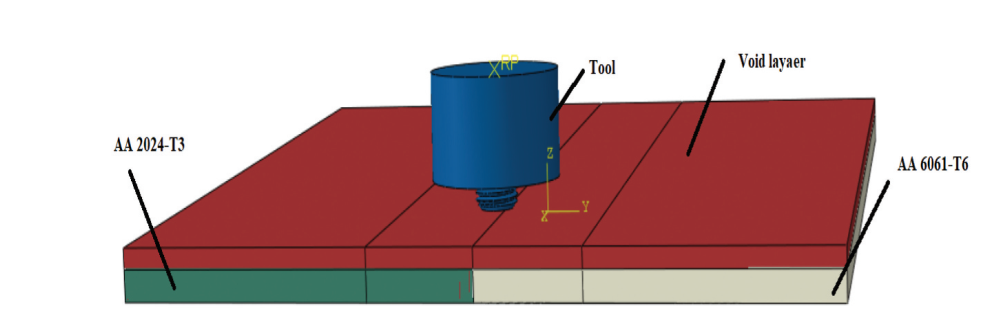 RP
Tool
Void layaer
AA 2024-T3
Z
AA 6061-T6
X
Y